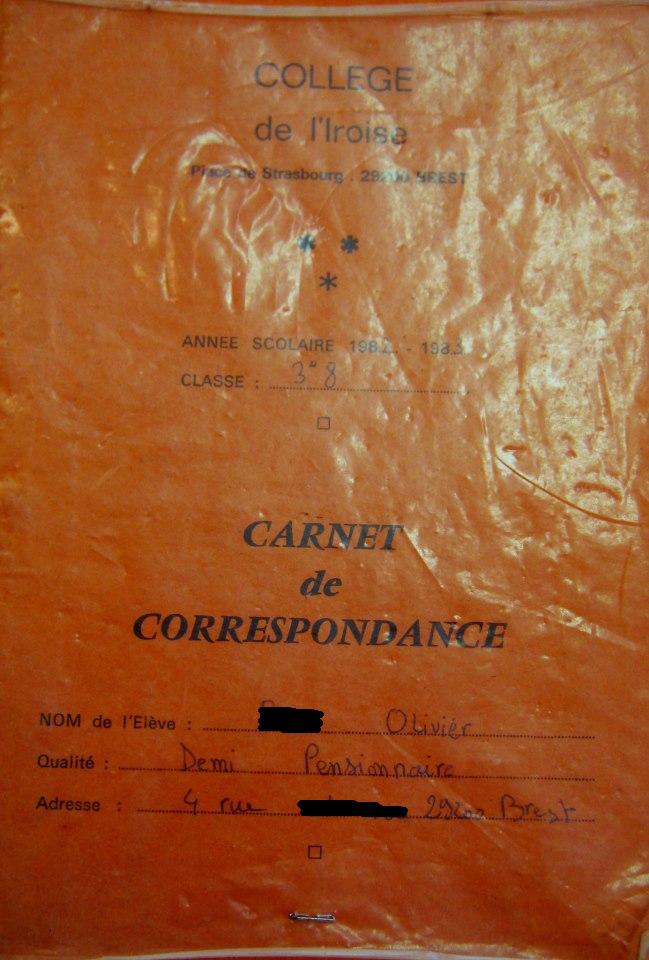 COLLEGE
de l'Iroise
Place de Strasbourg . 29200 BREST
* *
*
ANNEE SCOLAIRE 1982 - 1983
CLASSE : 3° 8
CARNET
de
CORRESPONDANCE
NOM de l'Elève : Olivier
Qualité : Demi Pensionnaire
Adresse : 4 rue 29200 Brest